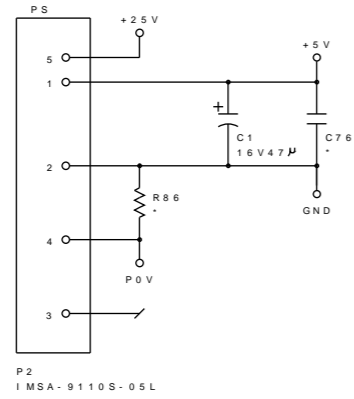 PS
+25V
+5V
5
1
+
C1
16V47μ
C76
*
2
R86
*
GND
4
P0V
3
P2
IMSA-9110S-05L